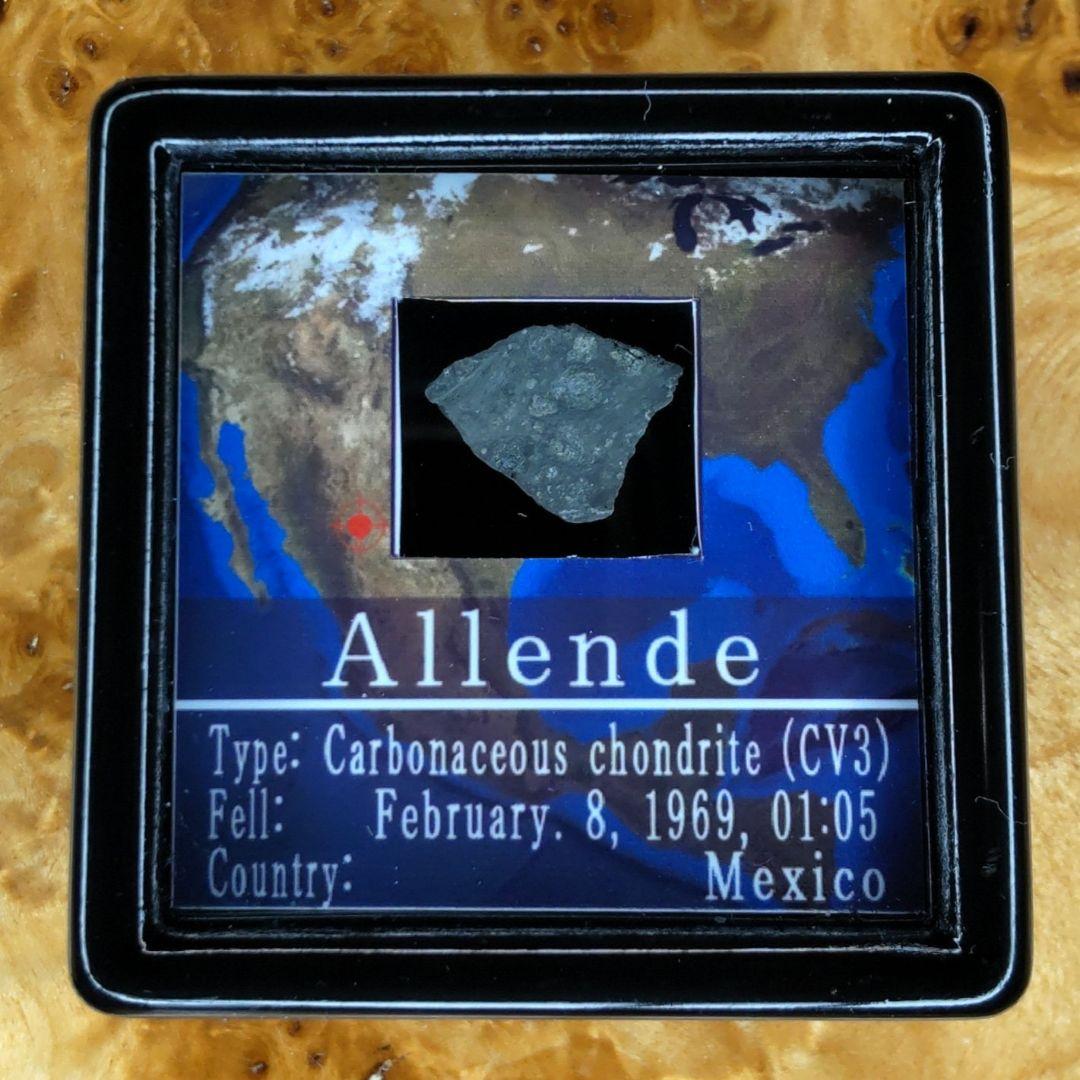 Allende
Type: Carbonaceous chondrite (CV3)
Fell: February. 8, 1969, 01:05
Country: Mexico